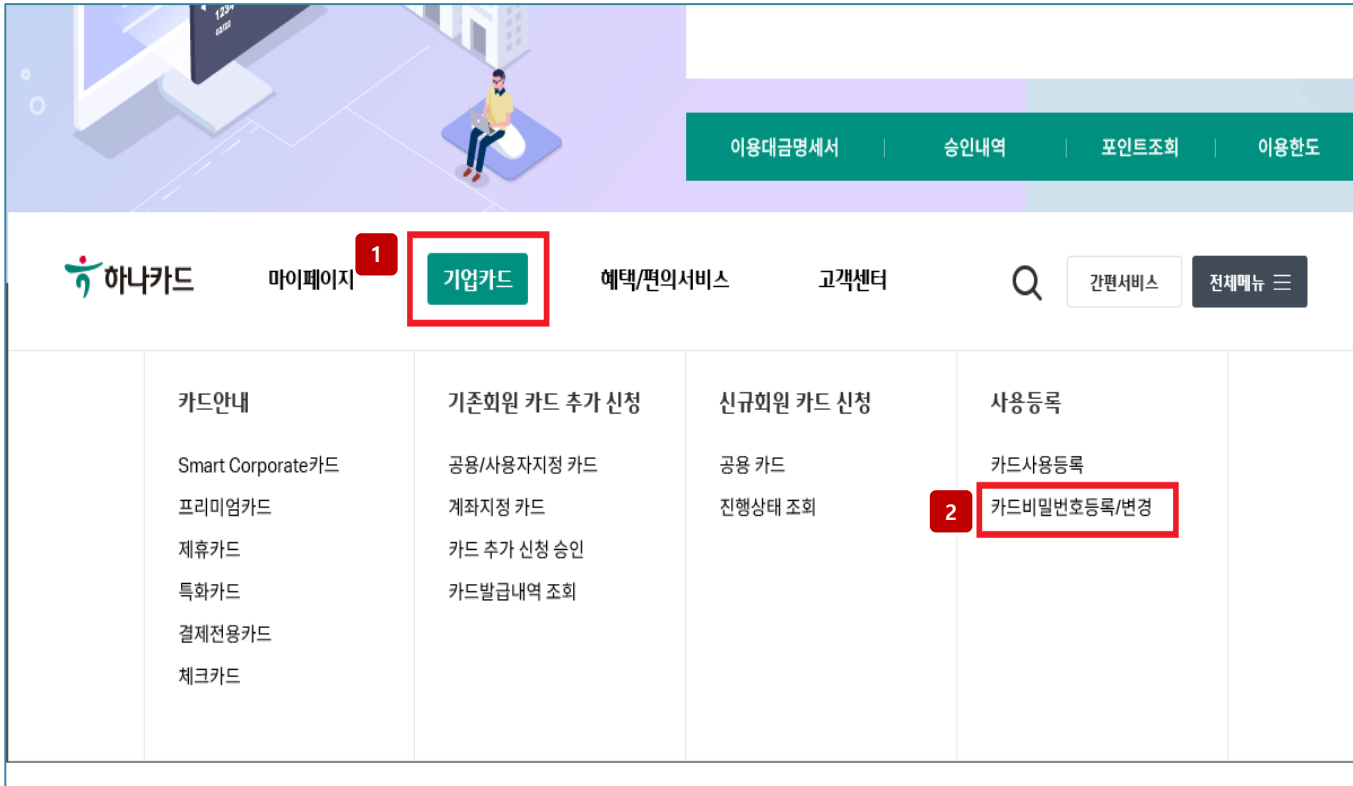 1234
02/22
이용대금명세서 승인내역 포인트조회 이용한도
하나카드 마이페이지 1 기업카드 혜택/편의서비스 고객센터 간편서비스 전체메뉴
카드안내 기존회원 카드 추가 신청 신규회원 카드 신청 사용등록
Smart Corporate카드 공용/사용자지정 카드 공용 카드 카드사용등록
프리미엄카드 계좌지정 카드 진행상태 조회 2 카드비밀번호등록/변경
제휴카드 카드 추가 신청 승인
특화카드 카드발급내역 조회
결제전용카드
체크카드